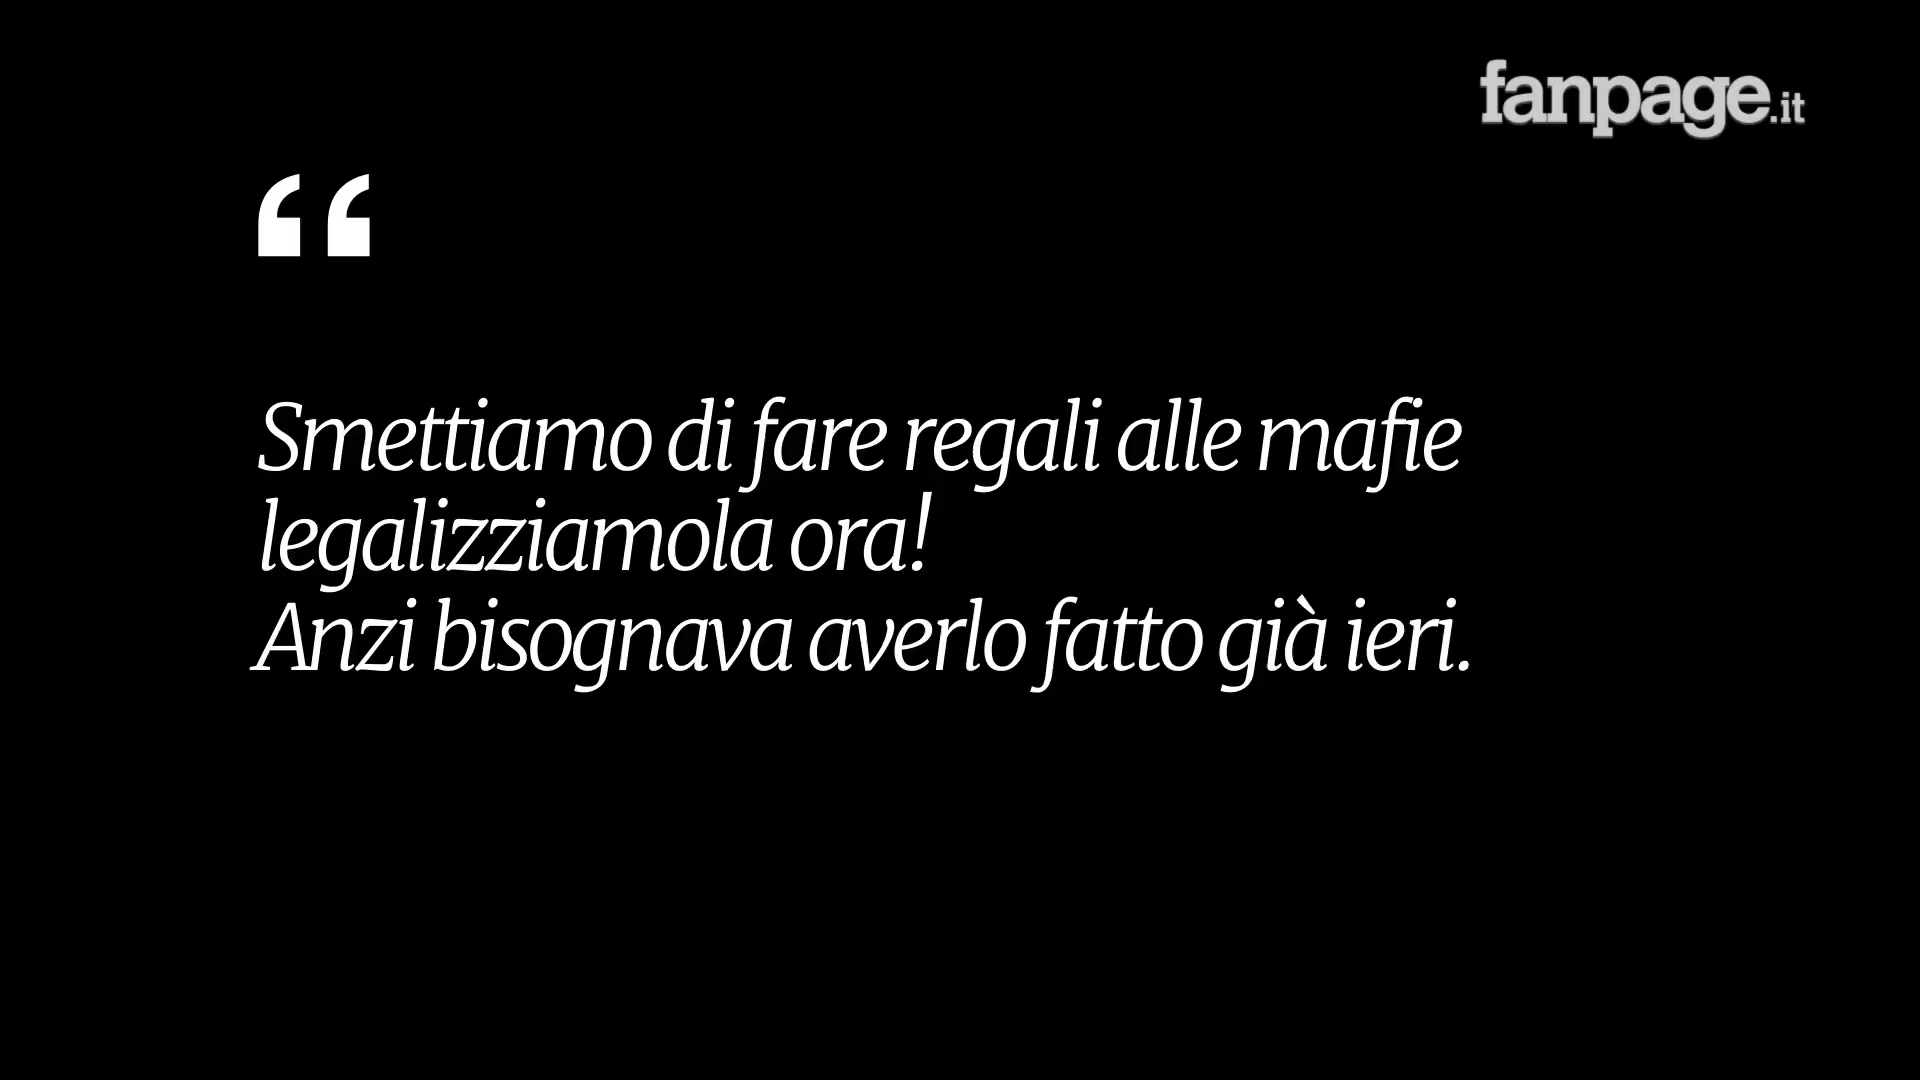 fanpage.it
“
Smettiamo di fare regali alle mafie
legalizziamola ora!
Anzi bisognava averlo fatto già ieri.